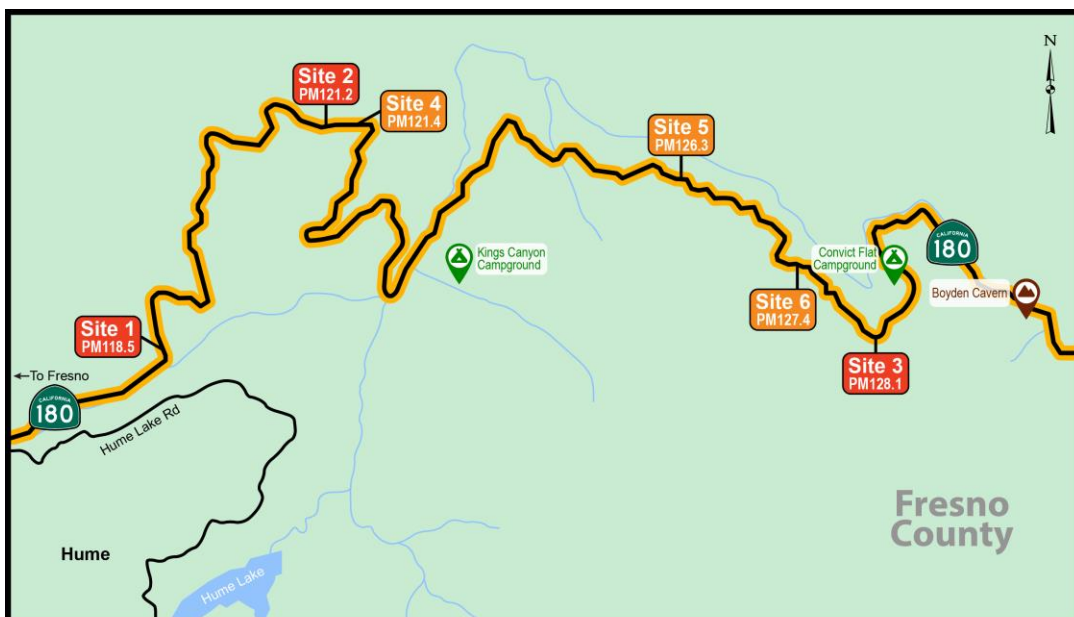 N
Site 2
PM121.2
Site 4
PM121.4
Site 5
PM126.3
CALIFORNIA
180
Kings Canyon
Campground
Convict Flat
Campground
Boyden Cavern
Site 1
PM118.5
Site 6
PM127.4
Site 3
PM128.1
To Fresno
CALIFORNIA
180
Hume Lake Rd
Fresno
County
Hume
Hume Lake